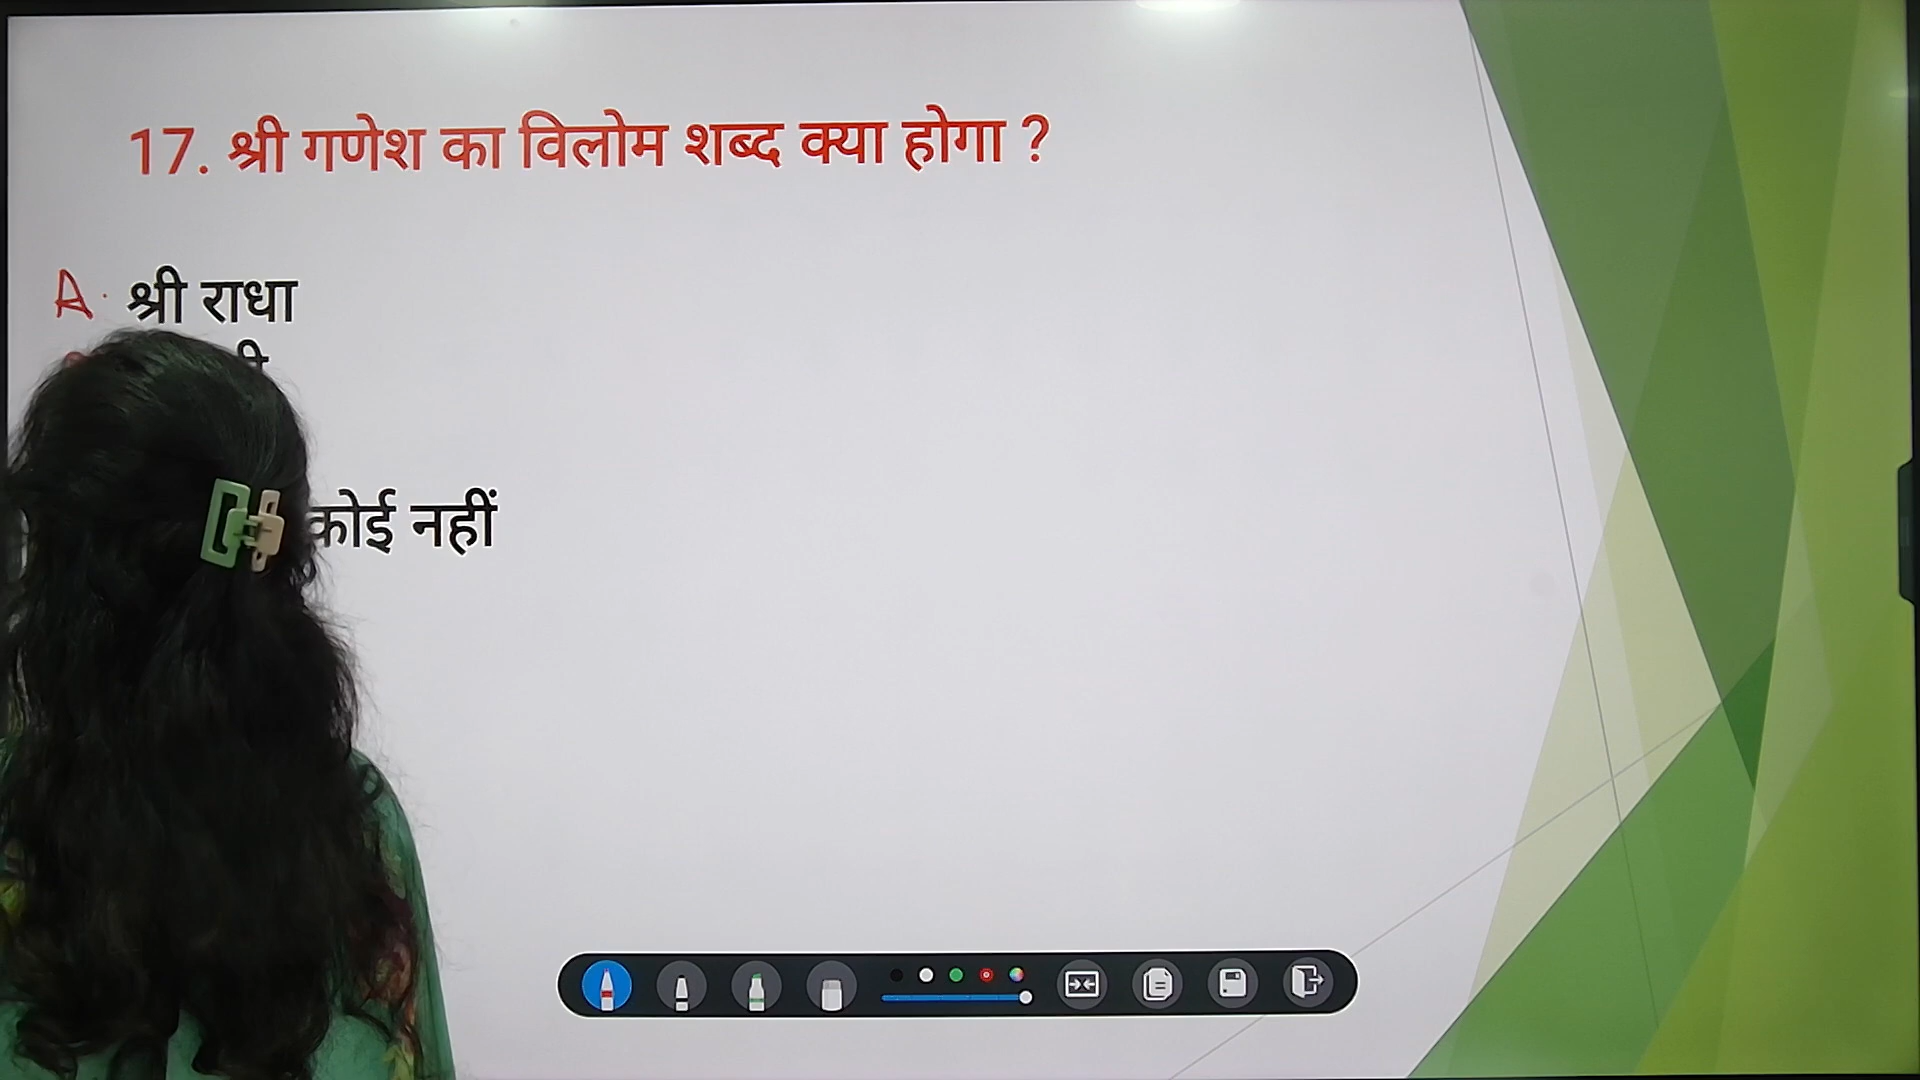 17. श्री गणेश का विलोम शब्द क्या होगा ?
A. श्री राधा
कोई नहीं